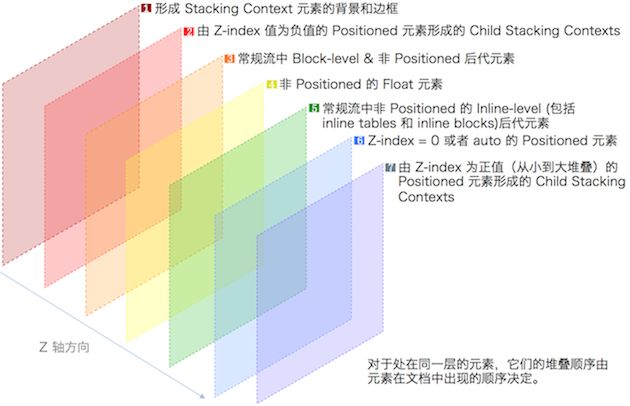 1 形成 Stacking Context 元素的背景和边框
2 由 Z-index 值为负值的 Positioned 元素形成的 Child Stacking Contexts
3 常规流中 Block-level & 非 Positioned 后代元素
4 非 Positioned 的 Float 元素
5 常规流中非 Positioned 的 Inline-level (包括
inline tables 和 inline blocks)后代元素
6 Z-index = 0 或者 auto 的 Positioned 元素
7 由 Z-index 为正值（从小到大堆叠）的
Positioned 元素形成的 Child Stacking
Contexts
Z 轴方向
对于处在同一层的元素，它们的堆叠顺序由
元素在文档中出现的顺序决定。